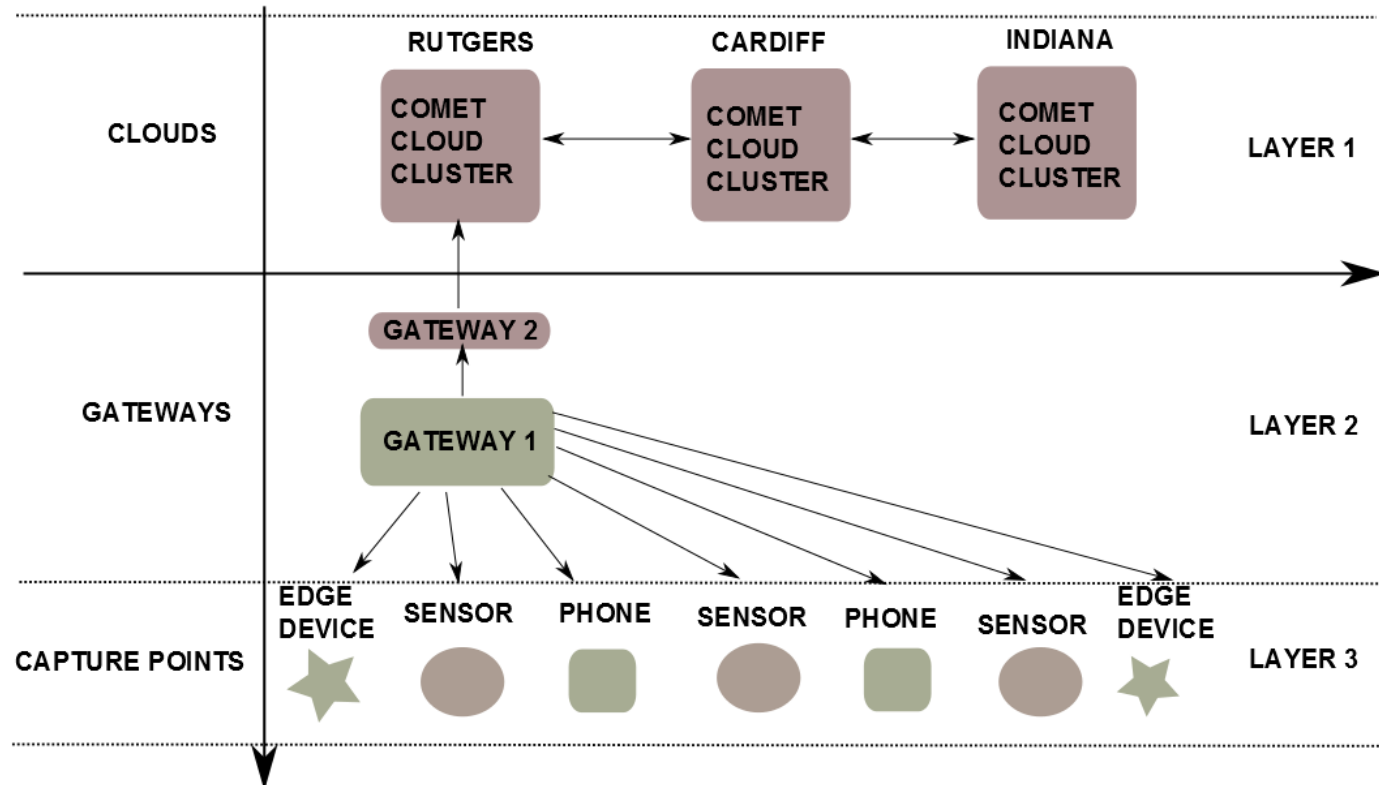 RUTGERS
CARDIFF
INDIANA
CLOUDS
COMET
CLOUD
CLUSTER
COMET
CLOUD
CLUSTER
COMET
CLOUD
CLUSTER
LAYER 1
GATEWAYS
GATEWAY 2
GATEWAY 1
LAYER 2
CAPTURE POINTS
EDGE
DEVICE
SENSOR
PHONE
SENSOR
PHONE
SENSOR
EDGE
DEVICE
LAYER 3